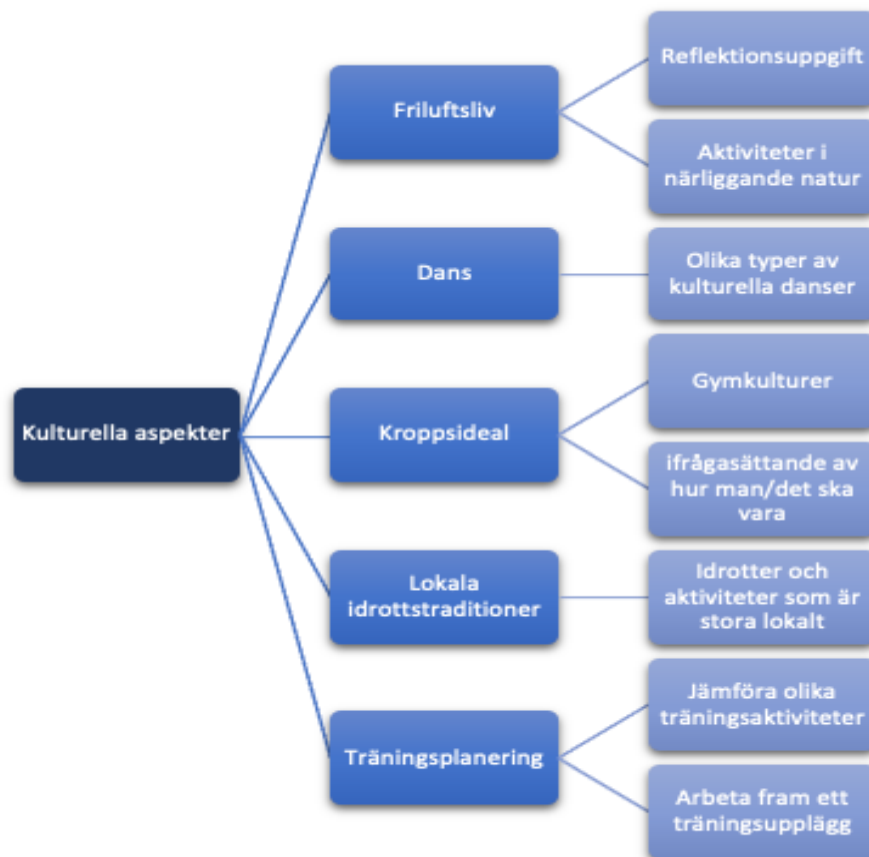 Kulturella aspekter
Friluftsliv
Reflektionsuppgift
Aktiviteter i
närliggande natur
Dans
Olika typer av
kulturella danser
Kroppsideal
Gymkulturer
ifrågasättande av
hur man/det ska
vara
Lokala
idrottstraditioner
Idrotter och
aktiviteter som är
stora lokalt
Träningsplanering
Jämföra olika
träningsaktiviteter
Arbeta fram ett
träningsupplägg